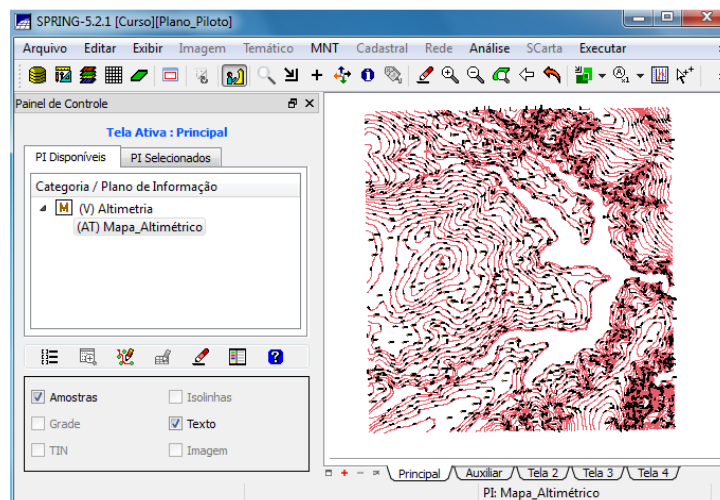 SPRING-5.2.1 [Curso][Plano_Piloto]
Arquivo Editar Exibir Imagem Temático MNT Cadastral Rede Análise SCarta Executar
Painel de Controle
Tela Ativa : Principal
PI Disponíveis PI Selecionados
Categoria / Plano de Informação
M (V) Altimetria
(AT) Mapa_Altimétrico
Amostras Isolinhas
Grade Texto
TIN Imagem
Principal Auxiliar Tela 2 Tela 3 Tela 4
PI: Mapa_Altimétrico